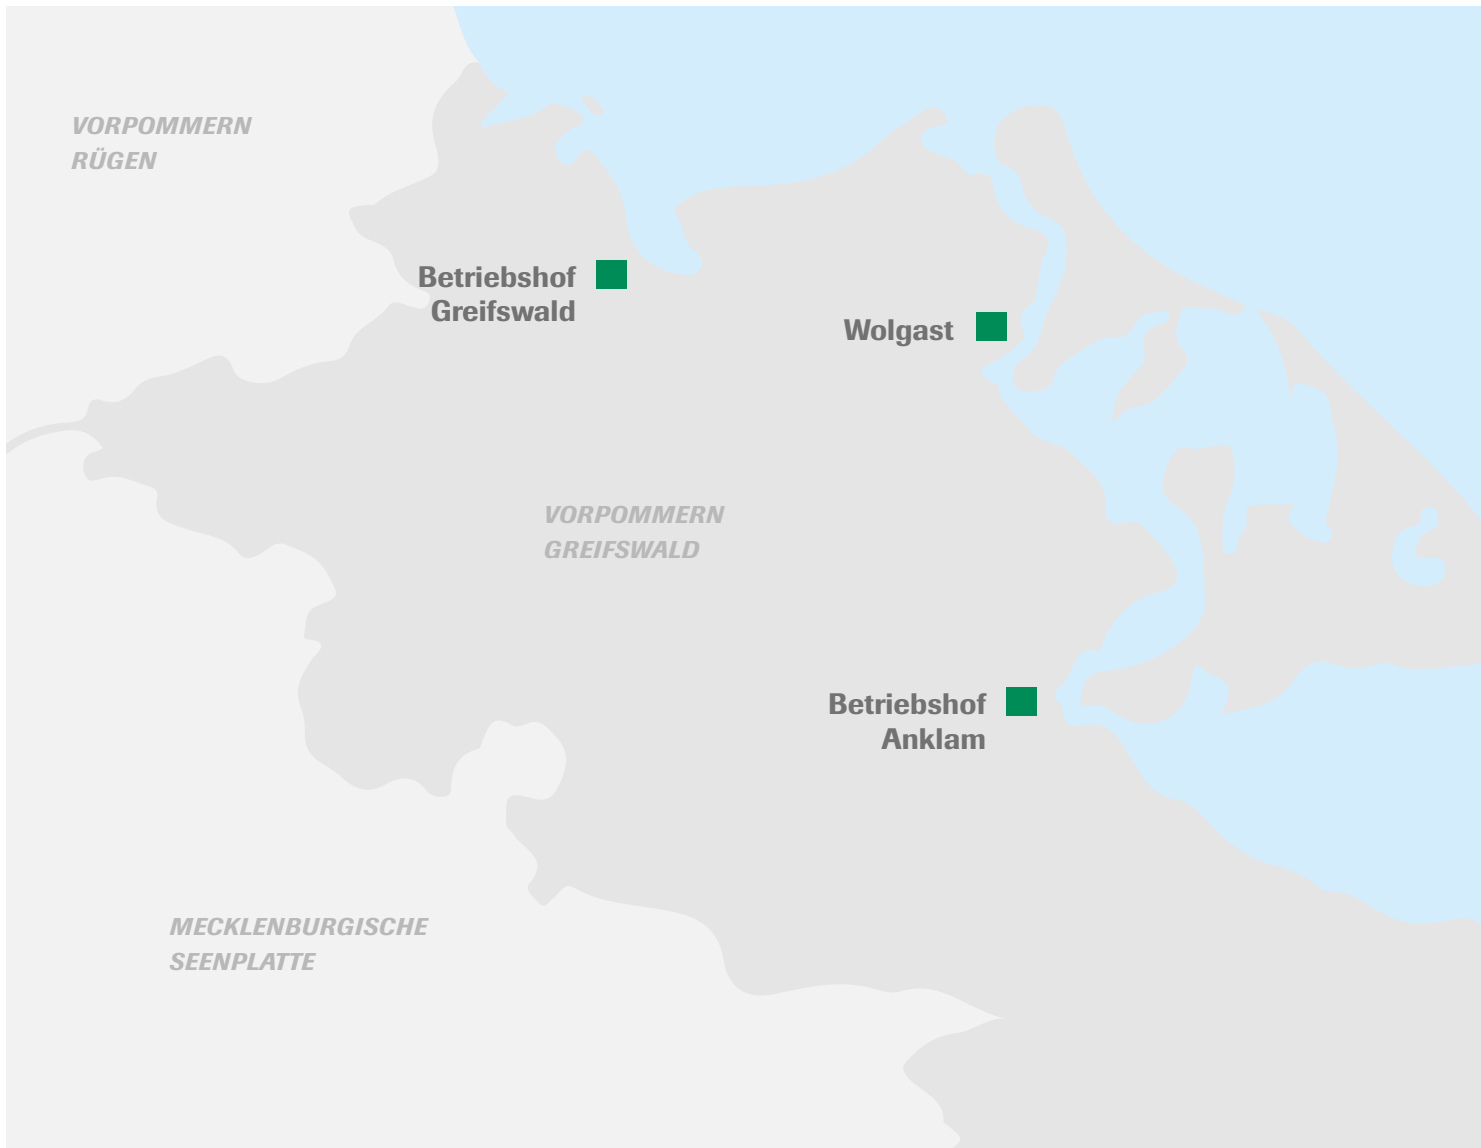 VORPOMMERN
RÜGEN
Betriebshof
Greifswald
Wolgast
VORPOMMERN
GREIFSWALD
Betriebshof
Anklam
MECKLENBURGISCHE
SEENPLATTE